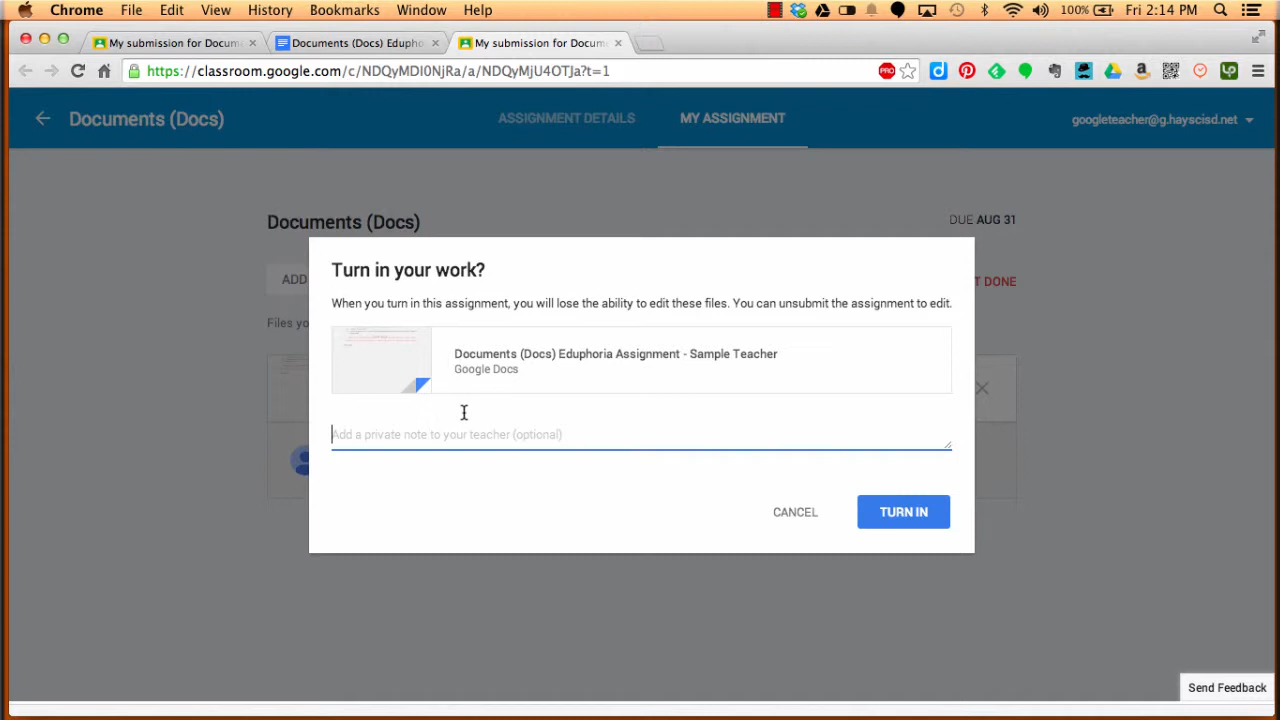 Chrome File Edit View History Bookmarks Window Help 100% Fri 2:14 PM
My submission for Docum
Documents (Docs) Edupho
My submission for Docum
https://classroom.google.com/c/NDQyMDI0NjRa/a/NDQyMjU4OTJa?t=1
PRO
Documents (Docs)
ASSIGNMENT DETAILS
MY ASSIGNMENT
googleteacher@g.hayscisd.net
Documents (Docs)
DUE AUG 31
ADD
T DONE
Files yo
Turn in your work?
When you turn in this assignment, you will lose the ability to edit these files. You can unsubmit the assignment to edit.
Documents (Docs) Eduphoria Assignment - Sample Teacher
Google Docs
Add a private note to your teacher (optional)
CANCEL
TURN IN
Send Feedback